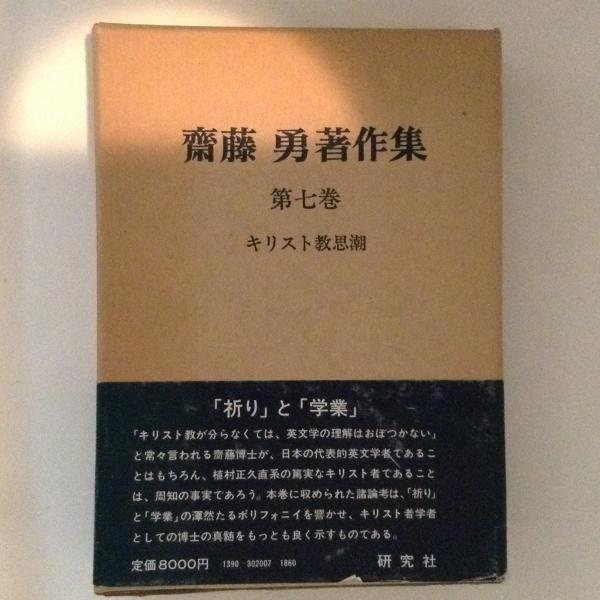 齋藤 勇著作集
第七巻
キリスト教思潮
「祈り」と「学業」
「キリスト教が分らなくては、英文学の理解はおぼつかない」
と常々言われる齋藤博士が、日本の代表的英文学者であるこ
とはもちろん、植村正久直系の篤実なキリスト者であること
は、周知の事実であろう。本巻に収められた諸論考は、「祈り」
と「学業」の渾然たるポリフォニイを響かせ、キリスト者学者
としての博士の真髄をもっとも良く示すものである。
定価8000円 1390 302007 1860 研究社